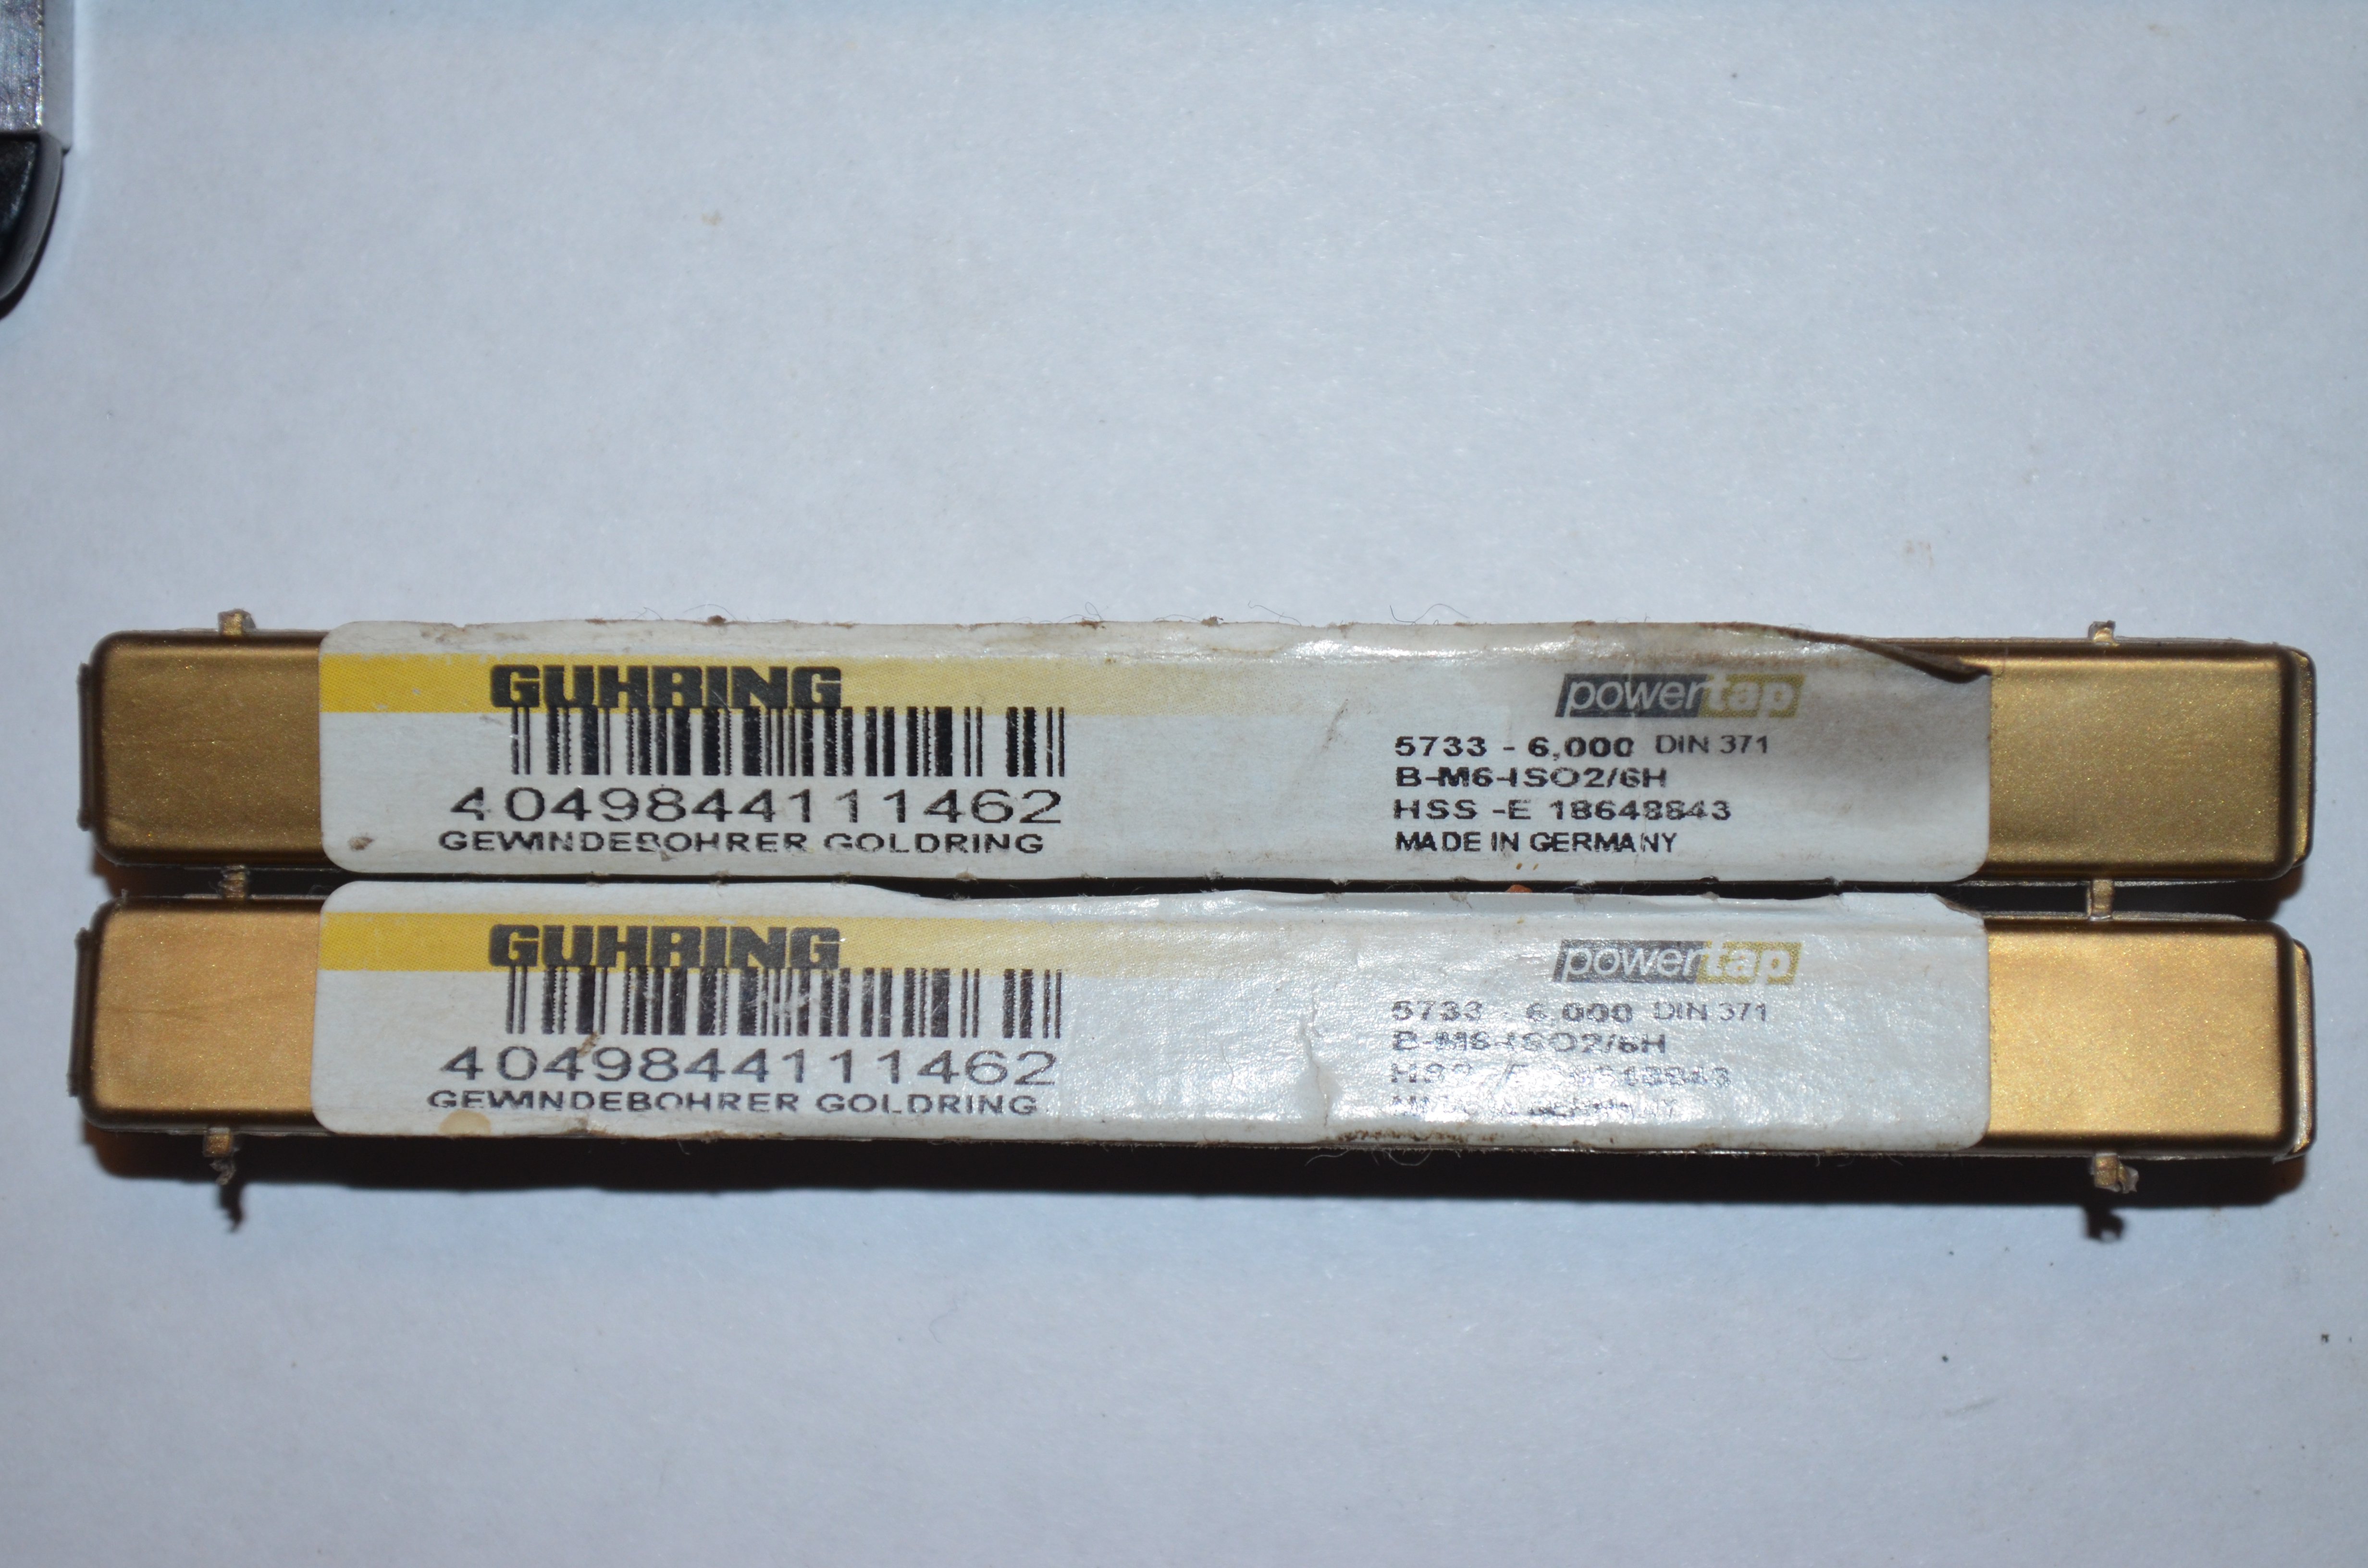 GUHRING
powertap
4049844111462
GEWINDEBOHRER GOLDRING
5733 - 6,000 DIN 371
B-M6-ISO2/6H
HSS -E 18648843
MADE IN GERMANY
GUHRING
powertap
4049844111462
GEWINDEBOHRER GOLDRING
5733 - 6,000 DIN 371
B-M6-ISO2/6H